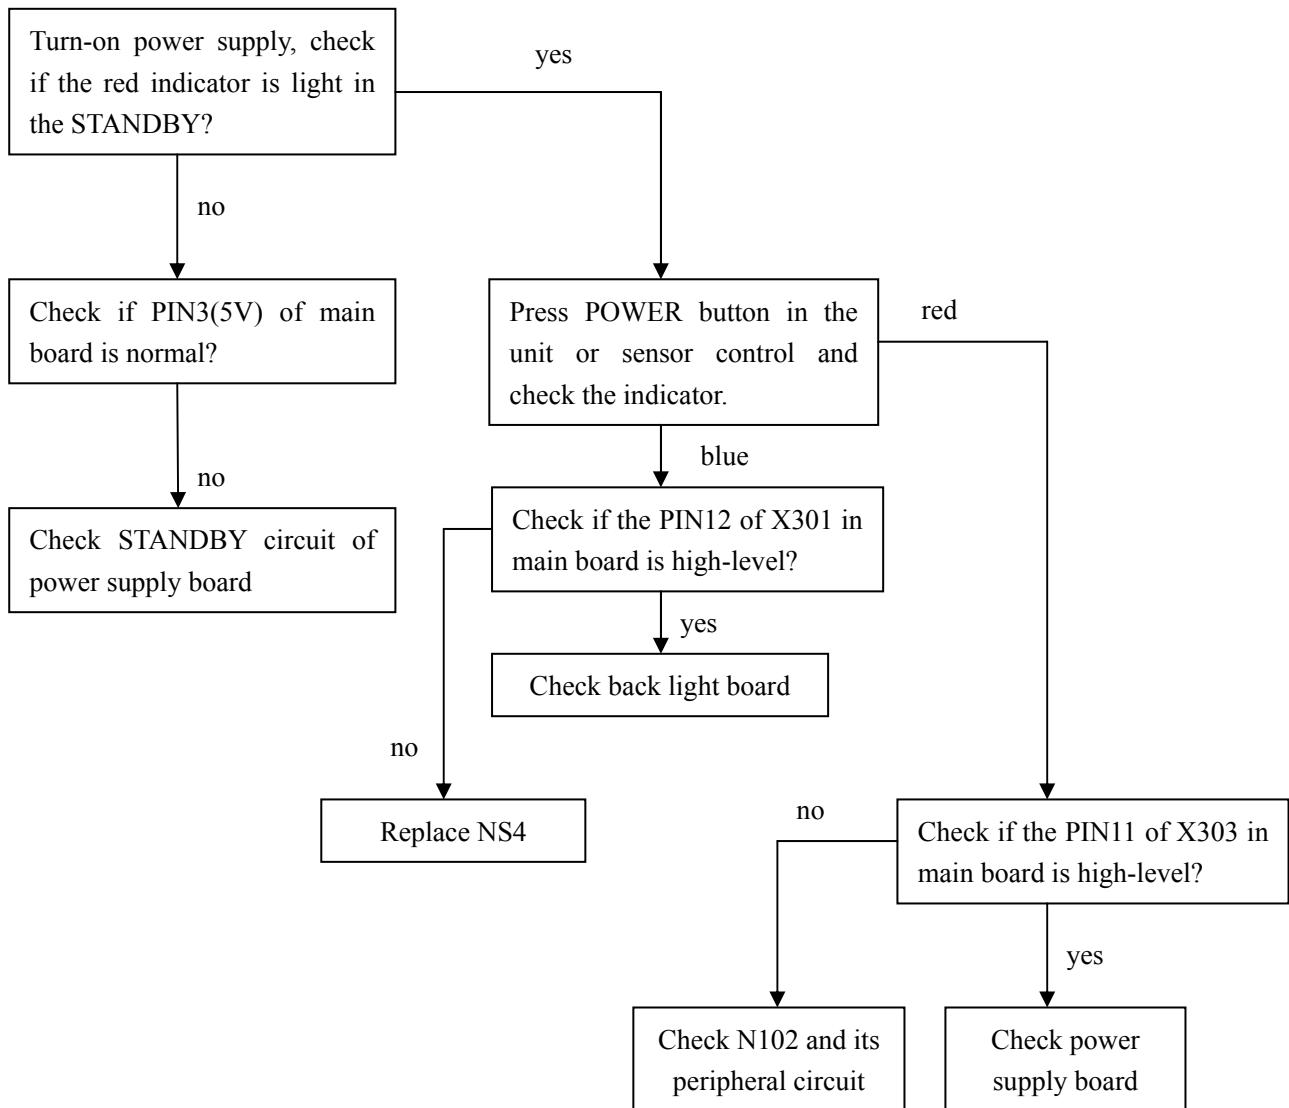 Turn-on power supply, check
if the red indicator is light in
the STANDBY?
yes
no
Check if PIN3(5V) of main
board is normal?
Press POWER button in the
unit or sensor control and
check the indicator.
red
blue
no
Check STANDBY circuit of
power supply board
Check if the PIN12 of X301 in
main board is high-level?
yes
Check back light board
no
Replace NS4
no
Check if the PIN11 of X303 in
main board is high-level?
yes
Check N102 and its
peripheral circuit
Check power
supply board